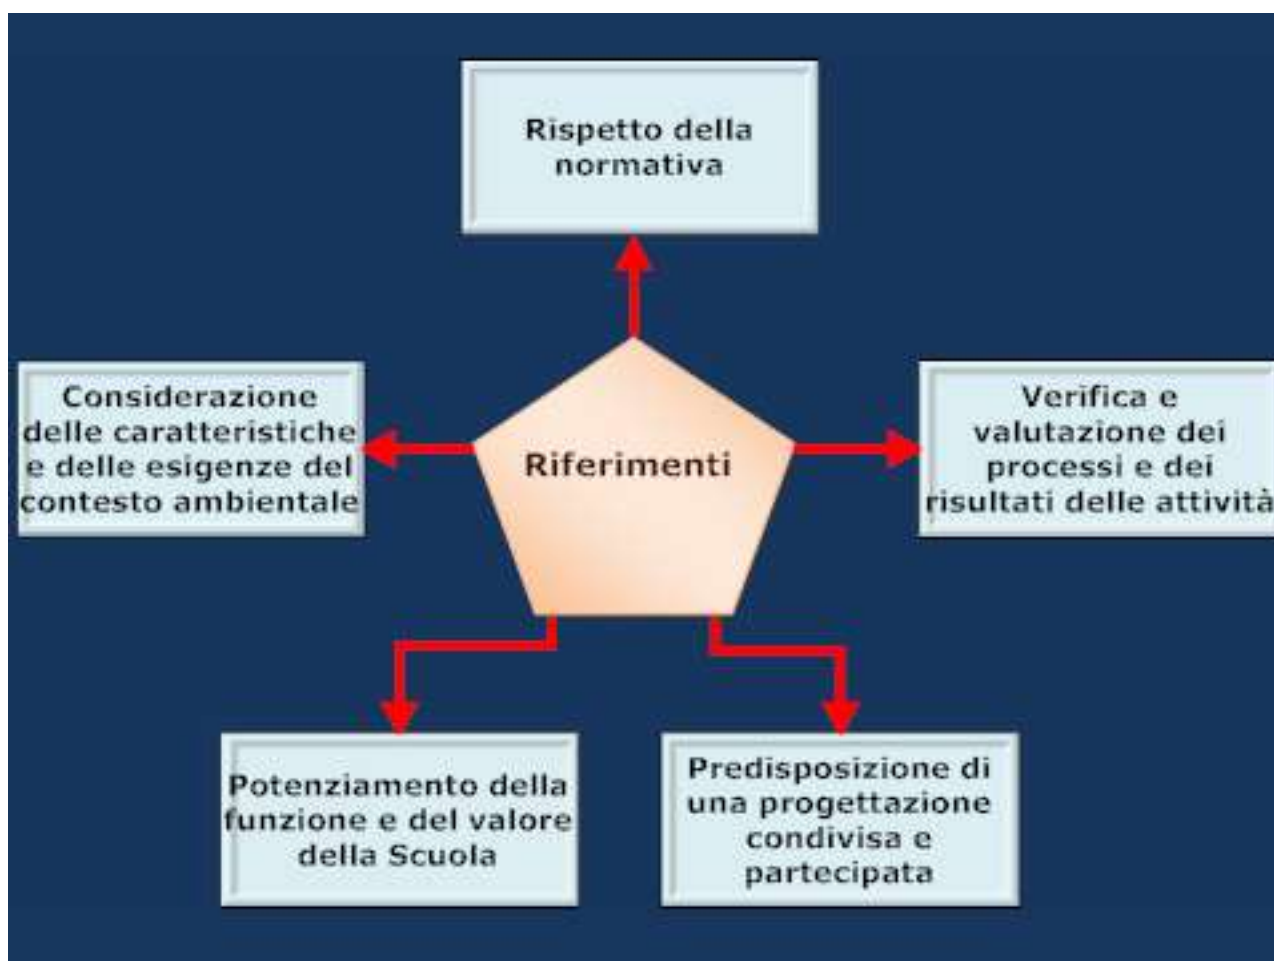 Rispetto della
normativa
Considerazione
delle caratteristiche
e delle esigenze del
contesto ambientale
Riferimenti
Verifica e
valutazione dei
processi e dei
risultati delle attività
Potenziamento della
funzione e del valore
della Scuola
Predisposizione di
una progettazione
condivisa e
partecipata